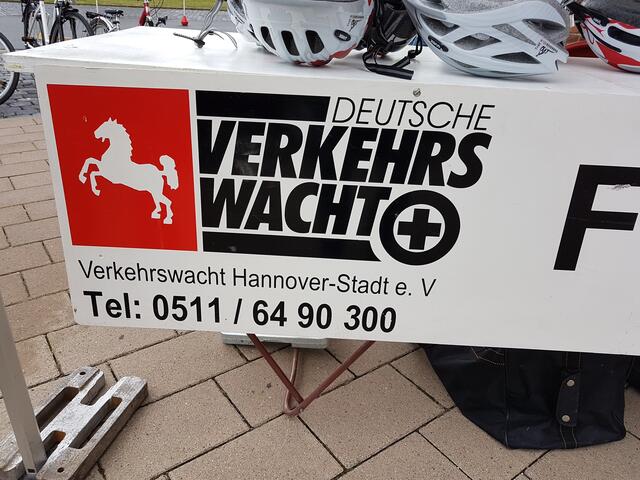 DEUTSCHE
VERKEHRS
WACHT
Verkehrswacht Hannover-Stadt e. V
Tel: 0511 / 64 90 300
F